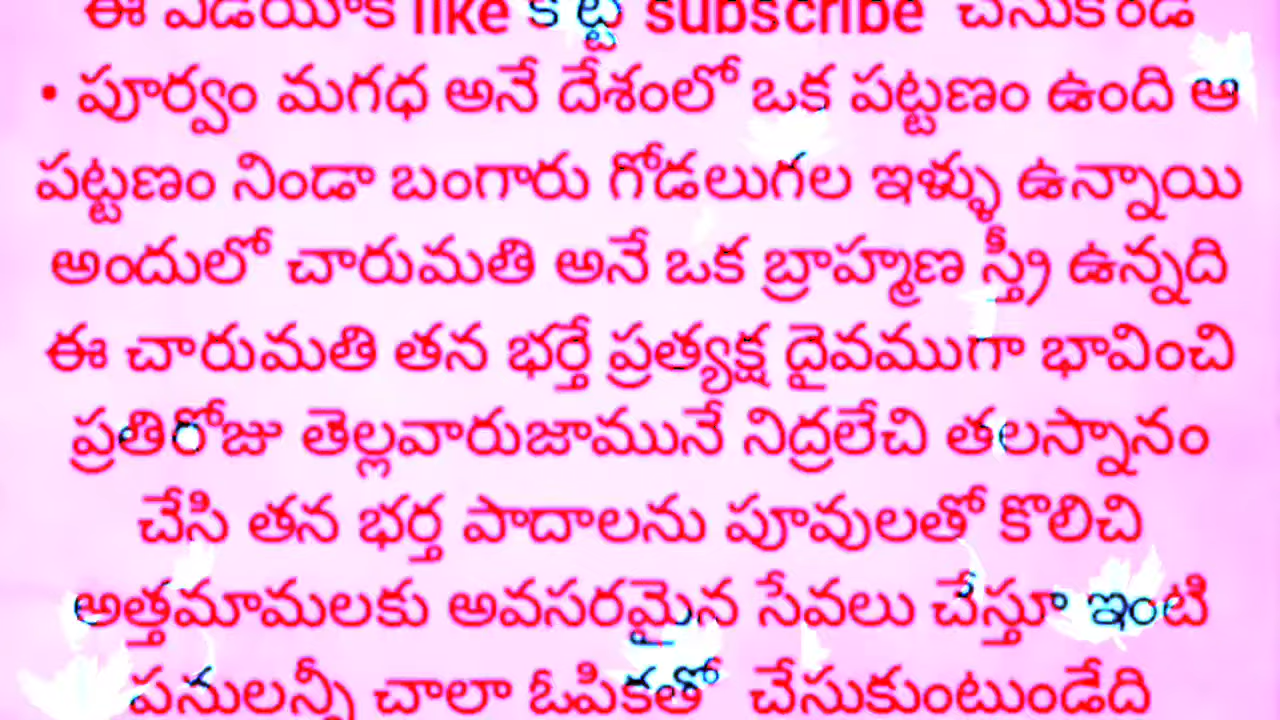 ఈ వీడియోకి like కొట్టి subscribe చేసుకోండి
• పూర్వం మగధ అనే దేశంలో ఒక పట్టణం ఉంది ఆ
పట్టణం నిండా బంగారు గోడలుగల ఇళ్ళు ఉన్నాయి
అందులో చారుమతి అనే ఒక బ్రాహ్మణ స్త్రీ ఉన్నది
ఈ చారుమతి తన భర్తే ప్రత్యక్ష దైవముగా భావించి
ప్రతిరోజు తెల్లవారుజామునే నిద్రలేచి తలస్నానం
చేసి తన భర్త పాదాలను పూవులతో కొలిచి
అత్తమామలకు అవసరమైన సేవలు చేస్తూ ఇంటి
పనులన్నీ చాలా ఓపికతో చేసుకుంటుండేది